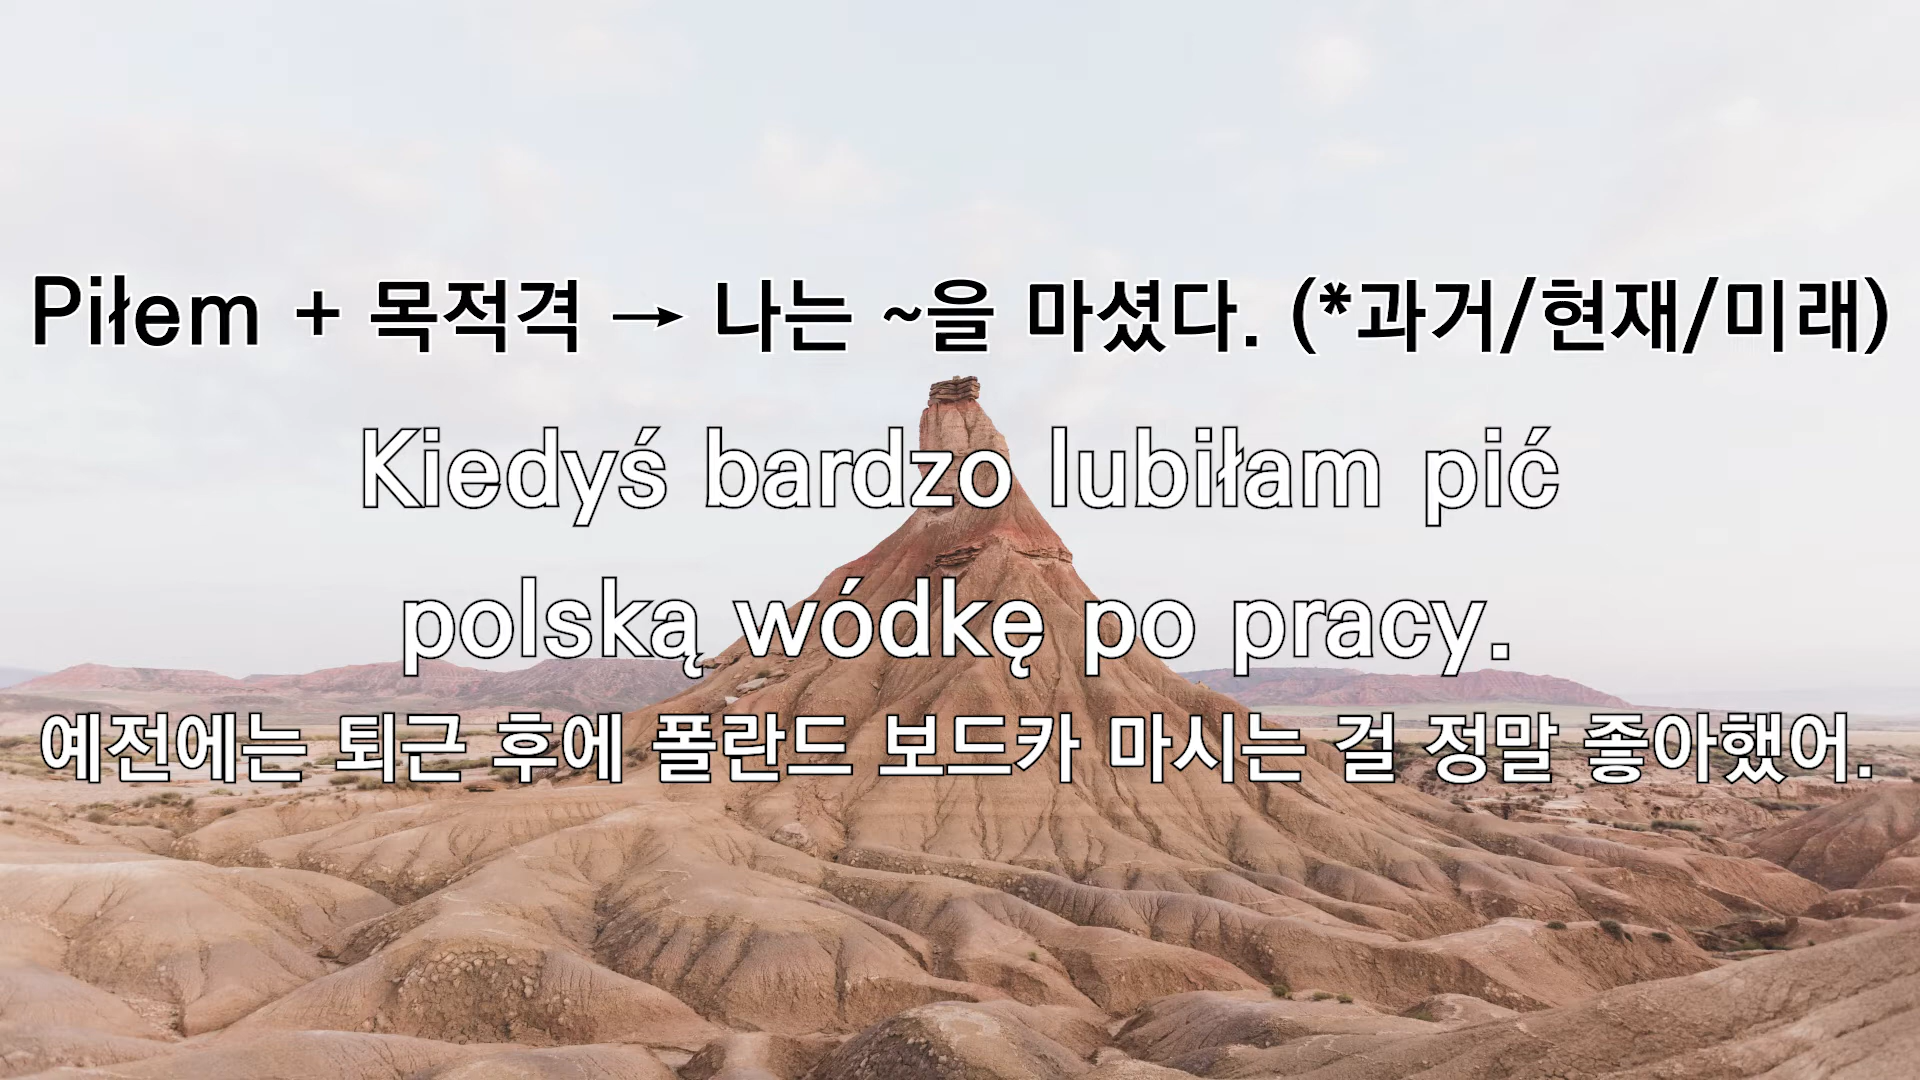 Piłem + 목적격 → 나는 ~을 마셨다. (*과거/현재/미래)
Kiedyś bardzo lubiłam pić
polską wódkę po pracy.
예전에는 퇴근 후에 폴란드 보드카 마시는 걸 정말 좋아했어.